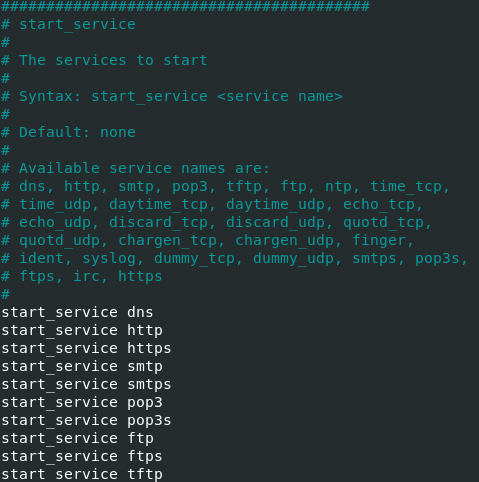 #########################################
# start_service
#
# The services to start
#
# Syntax: start_service <service name>
#
# Default: none
#
# Available service names are:
# dns, http, smtp, pop3, tftp, ftp, ntp, time_tcp,
# time_udp, daytime_tcp, daytime_udp, echo_tcp,
# echo_udp, discard_tcp, discard_udp, quotd_tcp,
# quotd_udp, chargen_tcp, chargen_udp, finger,
# ident, syslog, dummy_tcp, dummy_udp, smtps, pop3s,
# ftps, irc, https
#
start_service dns
start_service http
start_service https
start_service smtp
start_service smtps
start_service pop3
start_service pop3s
start_service ftp
start_service ftps
start_service tftp